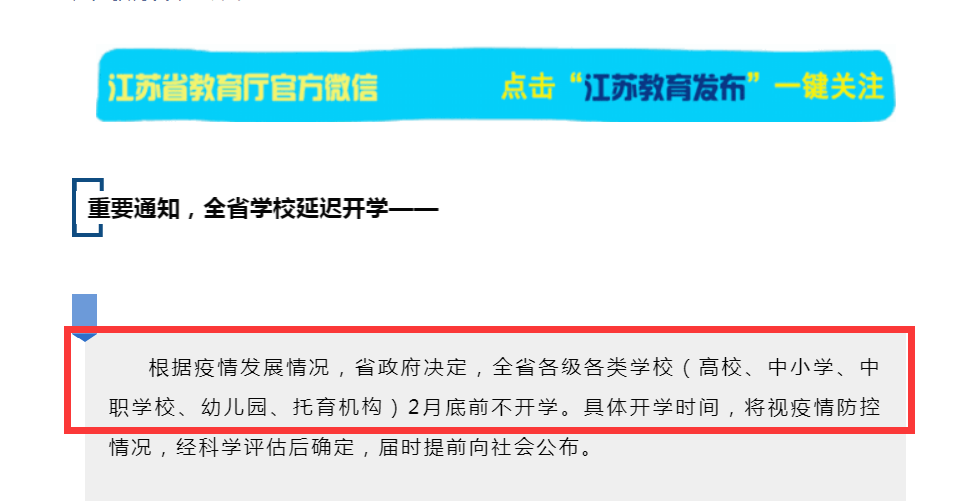 江苏省教育厅官方微信 点击“江苏教育发布”一键关注
重要通知，全省学校延迟开学——
根据疫情发展情况，省政府决定，全省各级各类学校（高校、中小学、中
职学校、幼儿园、托育机构）2月底前不开学。具体开学时间，将视疫情防控
情况，经科学评估后确定，届时提前向社会公布。